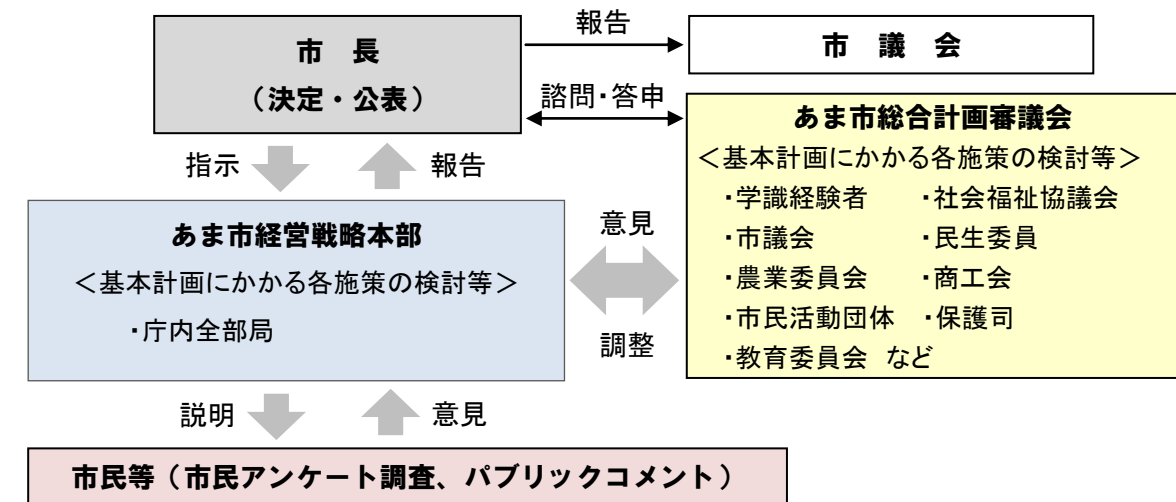 市　長
（決定・公表）
報告
市　議　会
諮問・答申
あま市総合計画審議会
＜基本計画にかかる各施策の検討等＞
・学識経験者　・社会福祉協議会
・市議会　・民生委員
・農業委員会　・商工会
・市民活動団体　・保護司
・教育委員会　など
指示
報告
あま市経営戦略本部
＜基本計画にかかる各施策の検討等＞
・庁内全部局
意見
調整
説明
意見
市民等（市民アンケート調査、パブリックコメント）